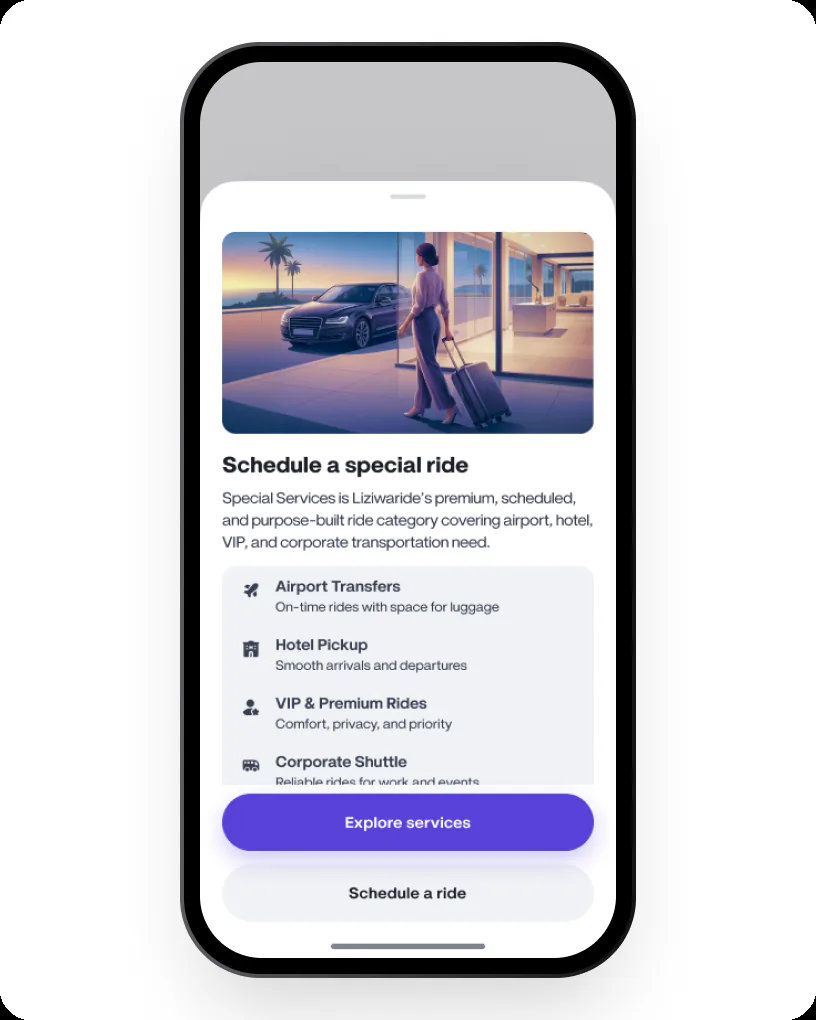 Schedule a special ride
Special Services is Liziwaride's premium, scheduled,
and purpose-built ride category covering airport, hotel,
VIP, and corporate transportation need.
Airport Transfers
On-time rides with space for luggage
Hotel Pickup
Smooth arrivals and departures
VIP & Premium Rides
Comfort, privacy, and priority
Corporate Shuttle
Reliable rides for work and events
Explore services
Schedule a ride